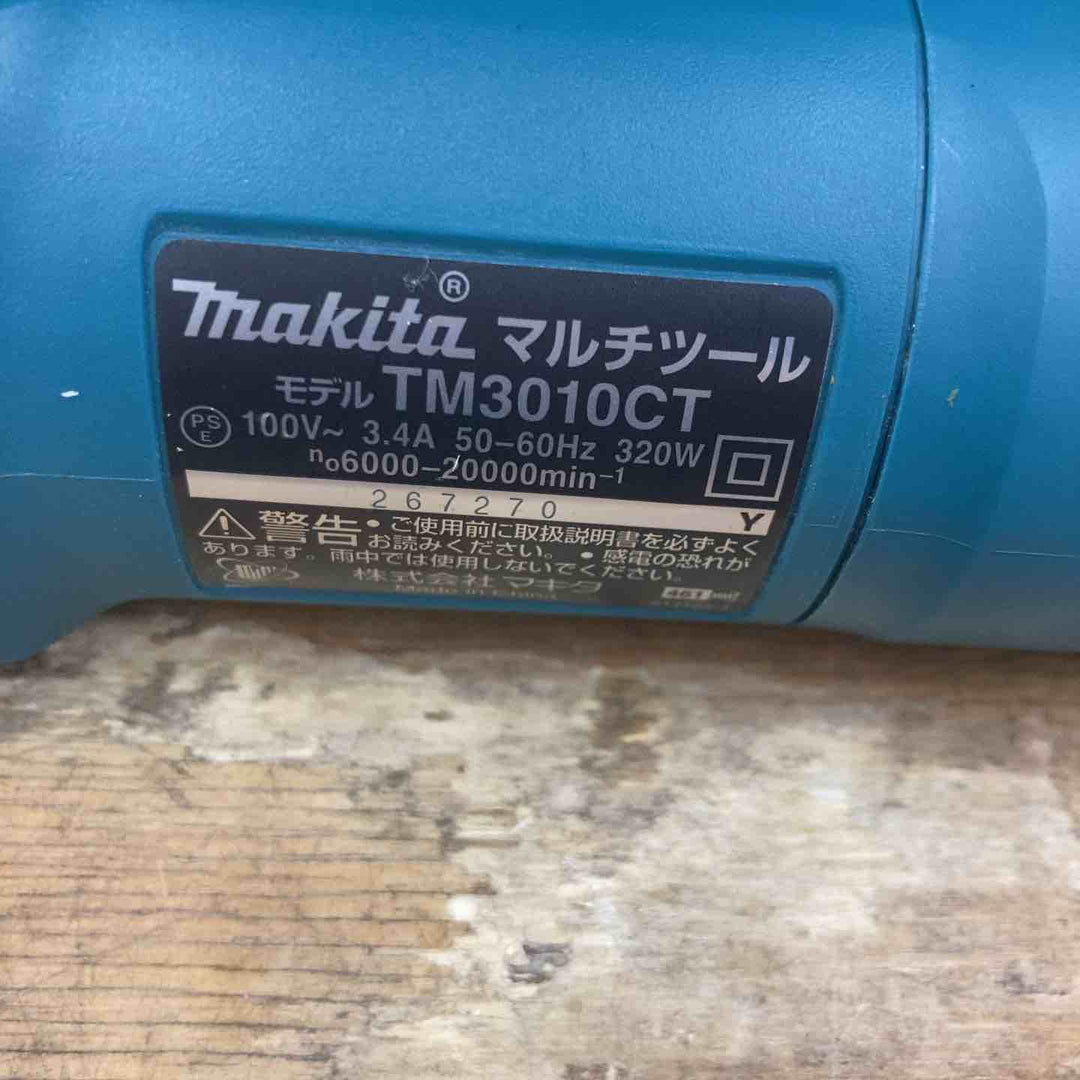 makita® マルチツール
モデル TM3010CT
PS E 100V~ 3.4A 50-60Hz 320W
n₀6000-20000min⁻¹
267270 Y
警告 • ご使用前に取扱説明書を必ずよく
お読みください。 • 感電の恐れが
あります。雨中では使用しないでください。
株式会社 マキタ
Made in China